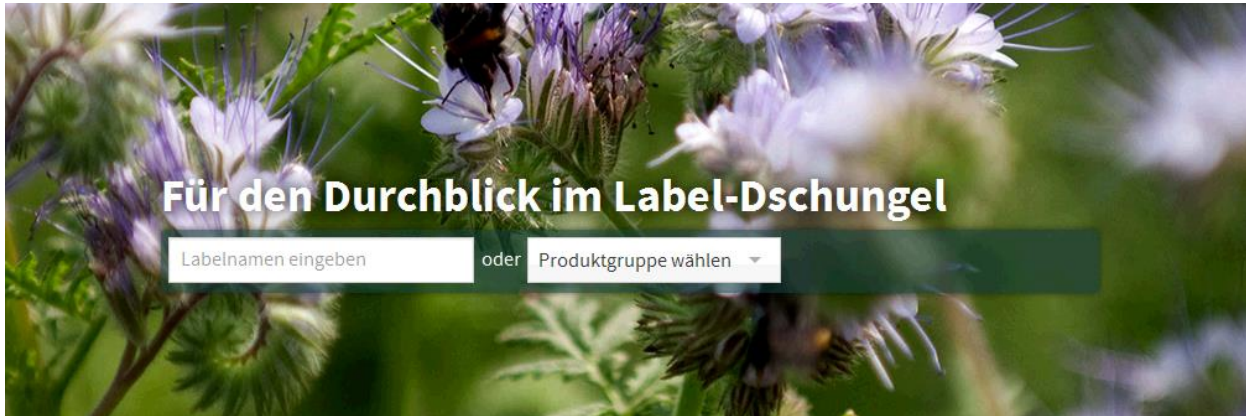 Für den Durchblick im Label-Dschungel
Labelnamen eingeben oder Produktgruppe wählen